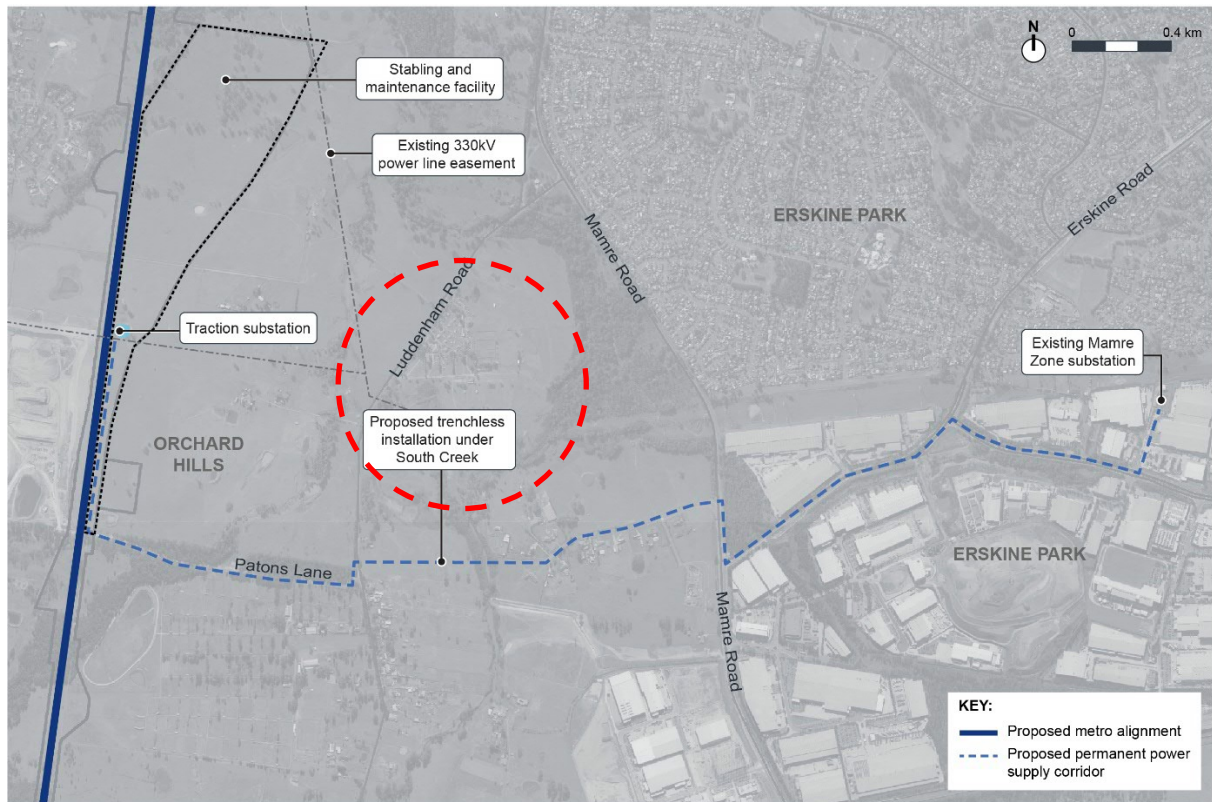 N
0 0.4 km
Stabling and
maintenance facility
Existing 330kV
power line easement
ERSKINE PARK
Erskine Road
Mamre Road
Luddenham Road
Traction substation
Existing Mamre
Zone substation
Proposed trenchless
installation under
South Creek
ORCHARD
HILLS
Patons Lane
ERSKINE PARK
Mamre Road
KEY:
Proposed metro alignment
Proposed permanent power
supply corridor